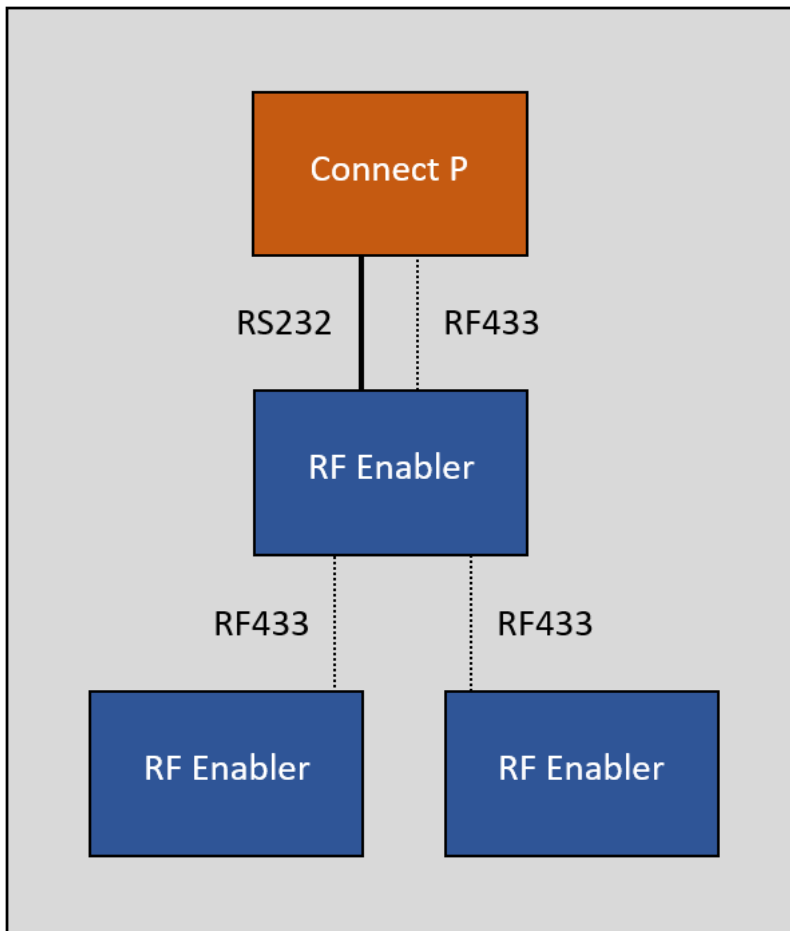 Connect P
RS232 RF433
RF Enabler
RF433 RF433
RF Enabler RF Enabler